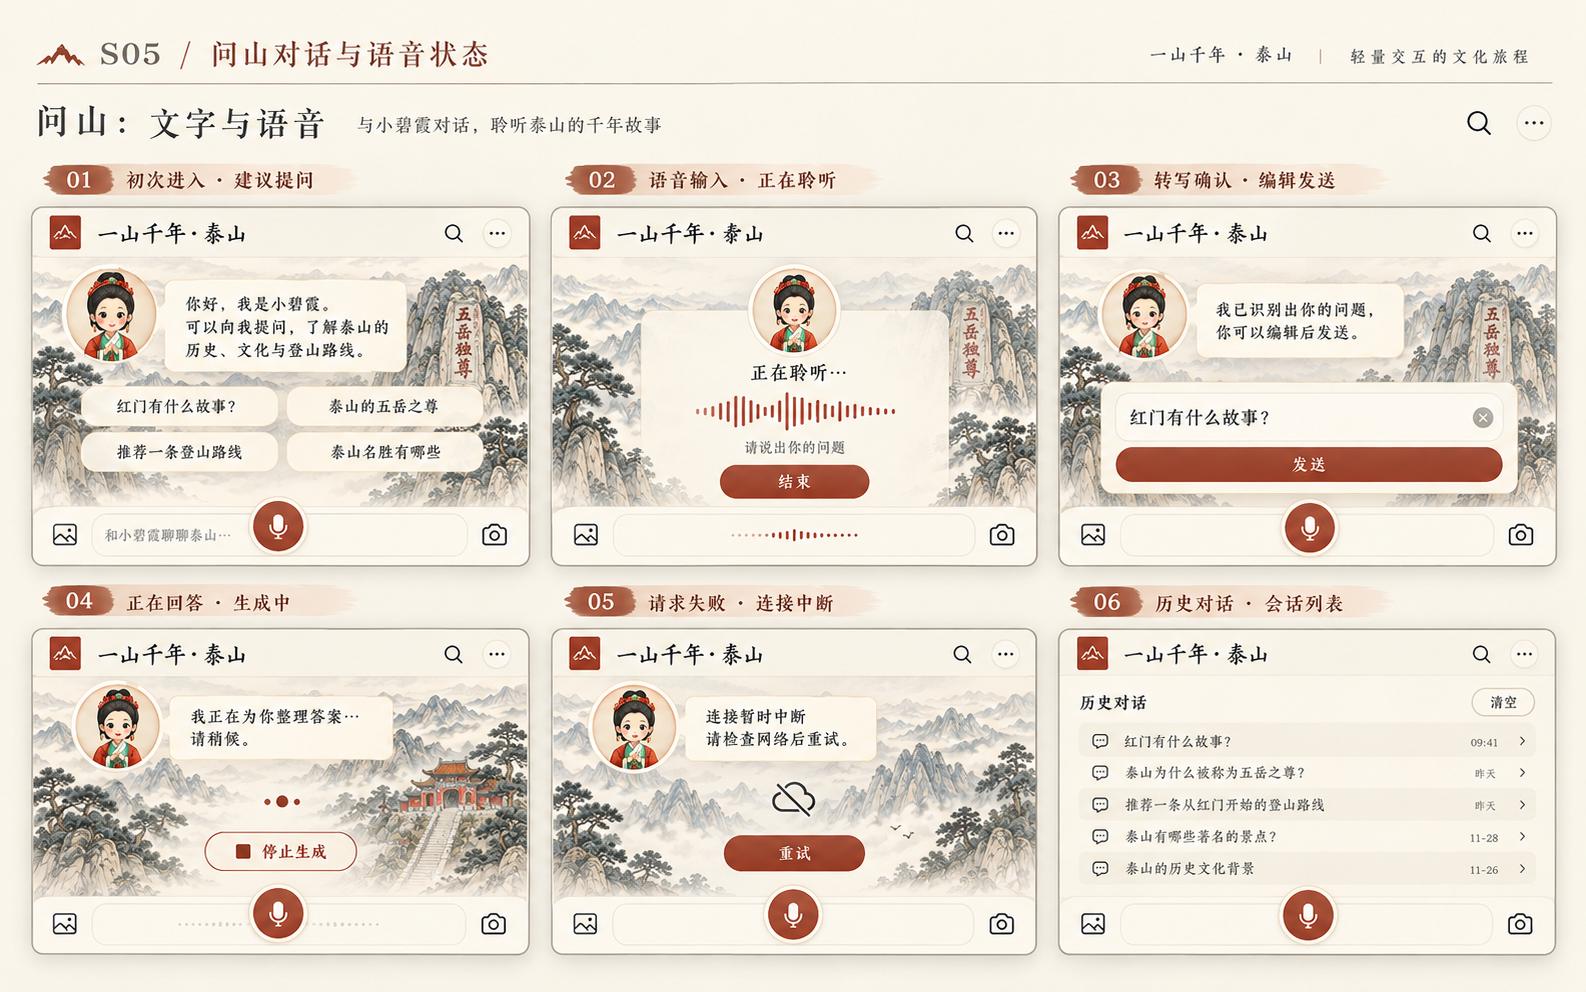 S05 / 问山对话与语音状态
一山千年·泰山 | 轻量交互的文化旅程
问山：文字与语音 与小碧霞对话，聆听泰山的千年故事
01 初次进入·建议提问
一山千年·泰山
你好，我是小碧霞。
可以向我提问，了解泰山的
历史、文化与登山路线。
五岳独尊
红门有什么故事?
泰山的五岳之尊
推荐一条登山路线
泰山名胜有哪些
和小碧霞聊聊泰山…
02 语音输入·正在聆听
一山千年·泰山
五岳独尊
正在聆听…
请说出你的问题
结束
03 转写确认·编辑发送
一山千年·泰山
我已识别出你的问题，
你可以编辑后发送。
五岳独尊
红门有什么故事?
发送
04 正在回答·生成中
一山千年·泰山
我正在为你整理答案…
请稍候。
停止生成
05 请求失败·连接中断
一山千年·泰山
连接暂时中断
请检查网络后重试。
重试
06 历史对话·会话列表
一山千年·泰山
历史对话 清空
红门有什么故事? 09:41
泰山为什么被称为五岳之尊? 昨天
推荐一条从红门开始的登山路线 昨天
泰山有哪些著名的景点? 11-28
泰山的历史文化背景 11-26